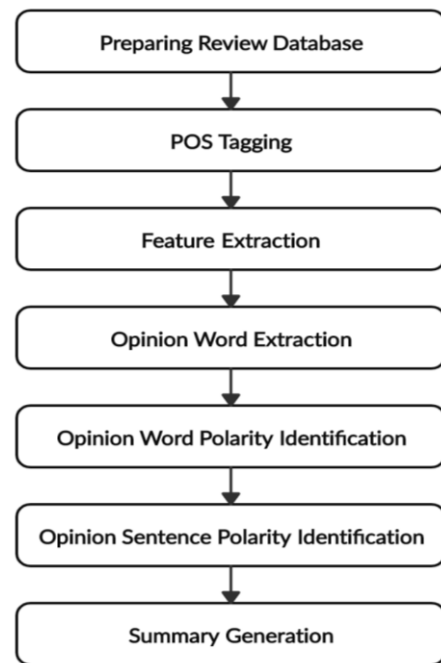 Preparing Review Database
POS Tagging
Feature Extraction
Opinion Word Extraction
Opinion Word Polarity Identification
Opinion Sentence Polarity Identification
Summary Generation